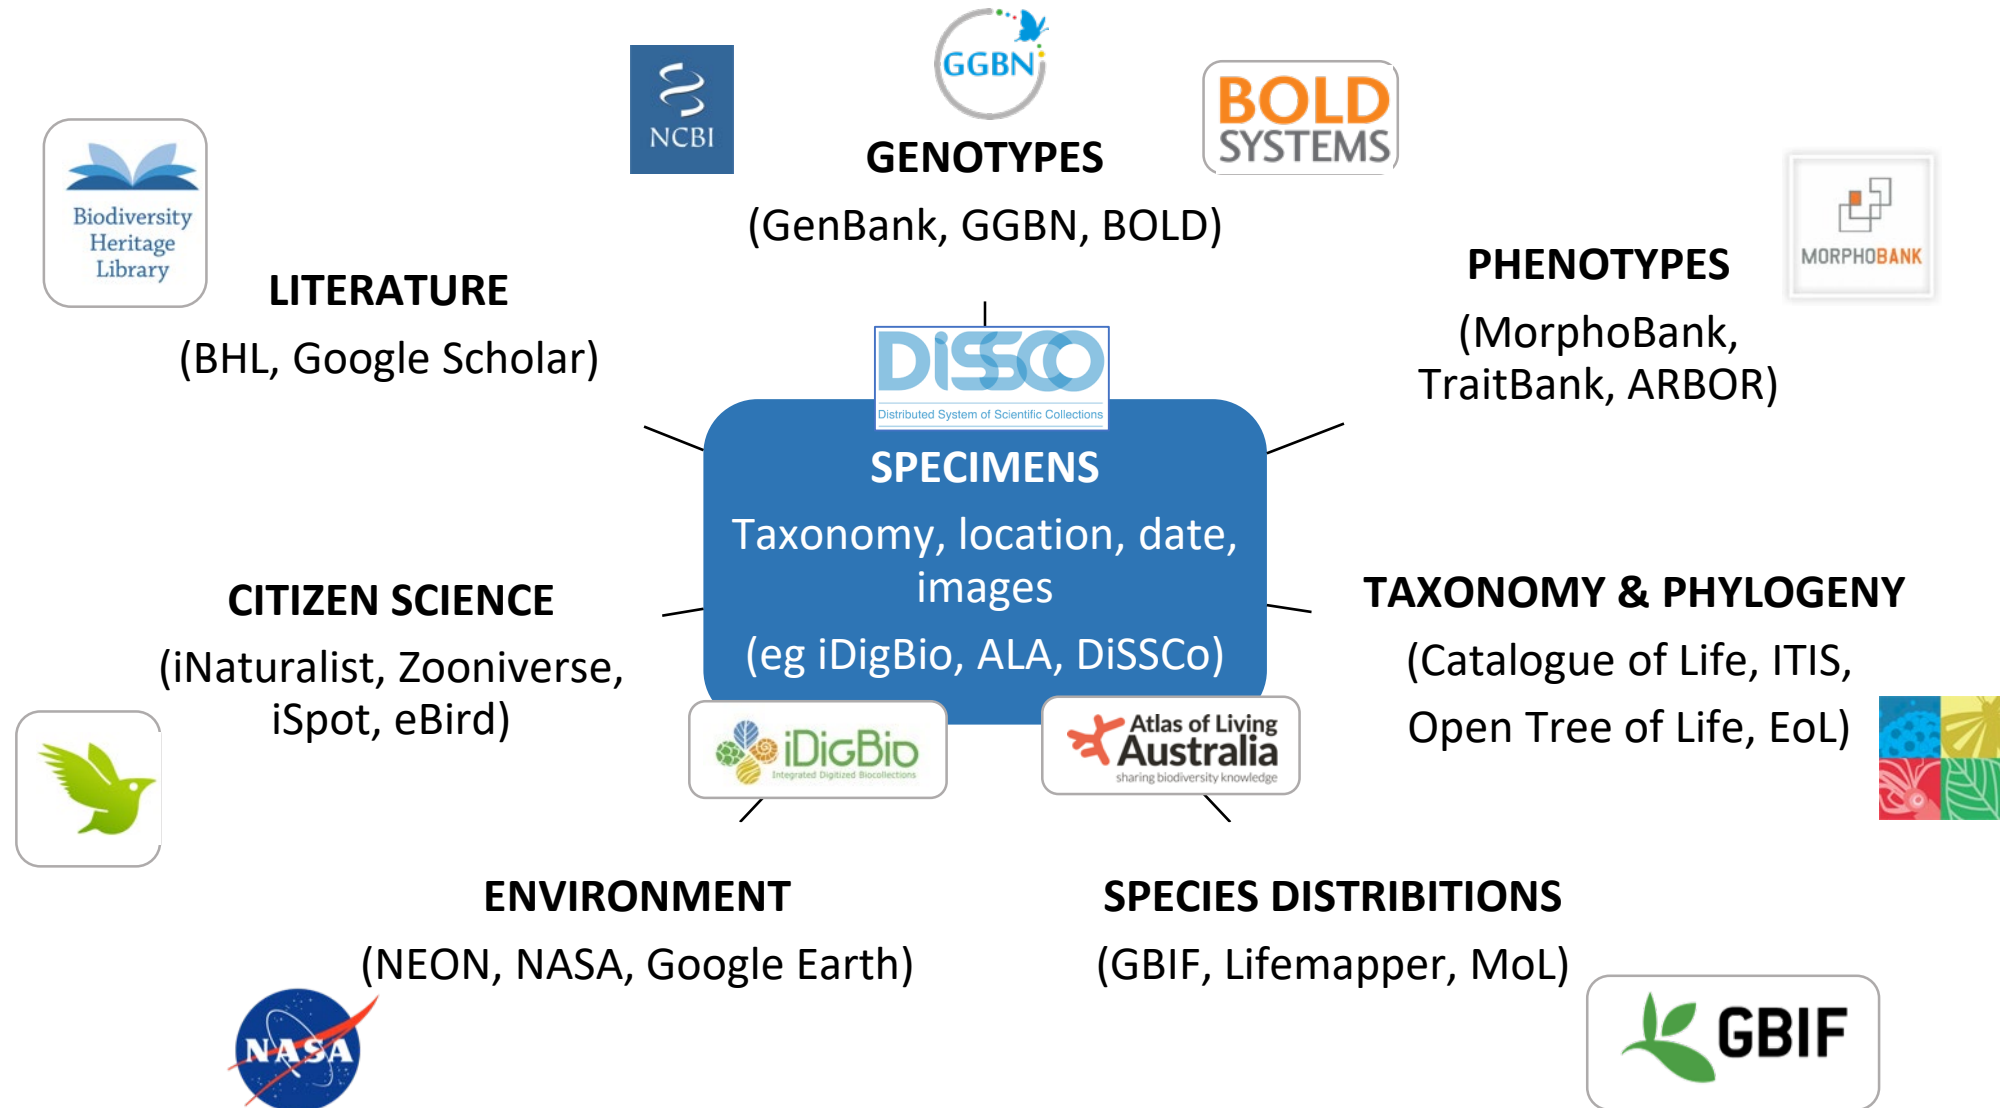 GGBN
NCBI
BOLD
SYSTEMS
GENOTYPES
(GenBank, GGBN, BOLD)
Biodiversity
Heritage
Library
LITERATURE
(BHL, Google Scholar)
MORPHOBANK
PHENOTYPES
(MorphoBank,
TraitBank, ARBOR)
DiSSCO
Distributed System of Scientific Collections
SPECIMENS
Taxonomy, location, date,
images
(eg iDigBio, ALA, DiSSCo)
iDigBio
Integrated Digitized Biocollections
Atlas of Living
Australia
sharing biodiversity knowledge
CITIZEN SCIENCE
(iNaturalist, Zooniverse,
iSpot, eBird)
TAXONOMY & PHYLOGENY
(Catalogue of Life, ITIS,
Open Tree of Life, EoL)
ENVIRONMENT
(NEON, NASA, Google Earth)
NASA
SPECIES DISTRIBITIONS
(GBIF, Lifemapper, MoL)
GBIF